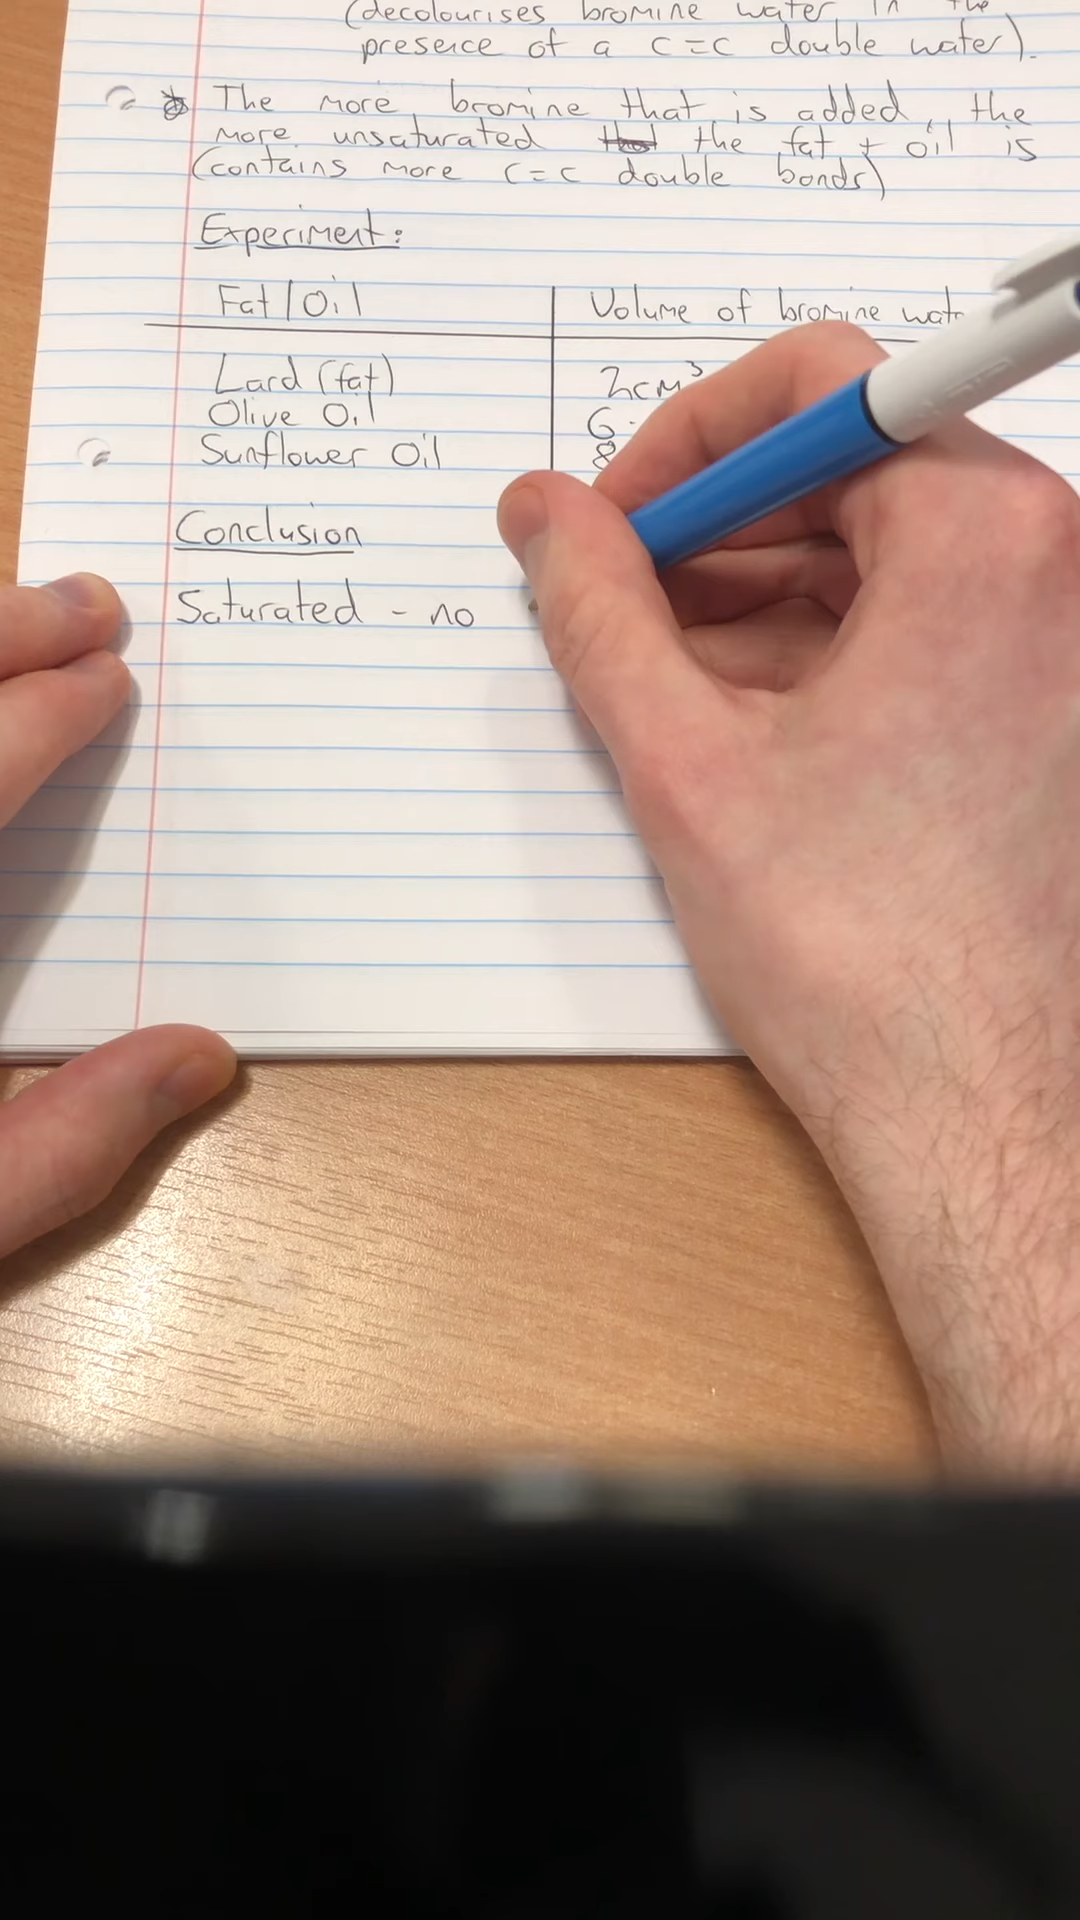 (decolourises bromine water in the
presence of a C=C double water).
The more bromine that is added, the
more unsaturated the fat + oil is
(contains more C=C double bonds)
Experiment:
Fat/Oil Volume of bromine
Lard (fat) 2cm³
Olive Oil 6
Sunflower Oil 8
Conclusion
Saturated - no